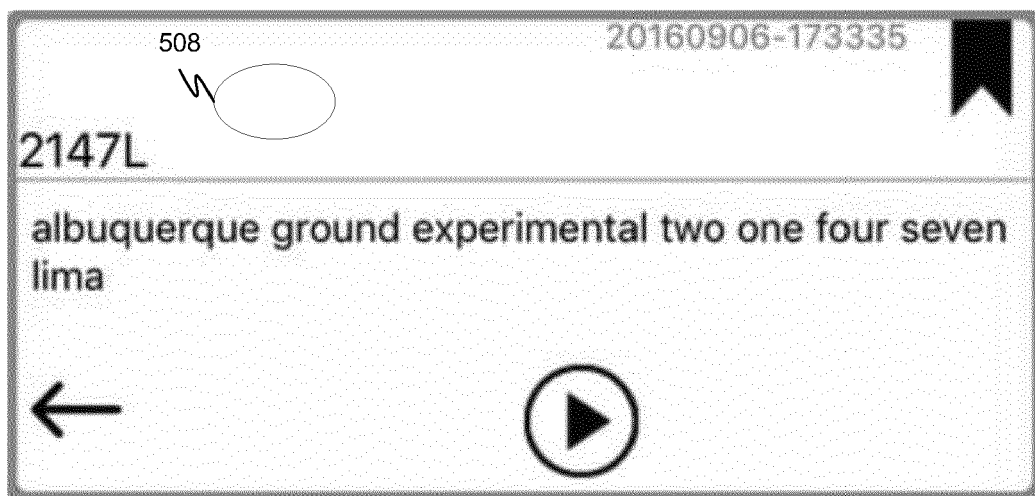 20160906-173335
508
2147L
albuquerque ground experimental two one four seven
lima